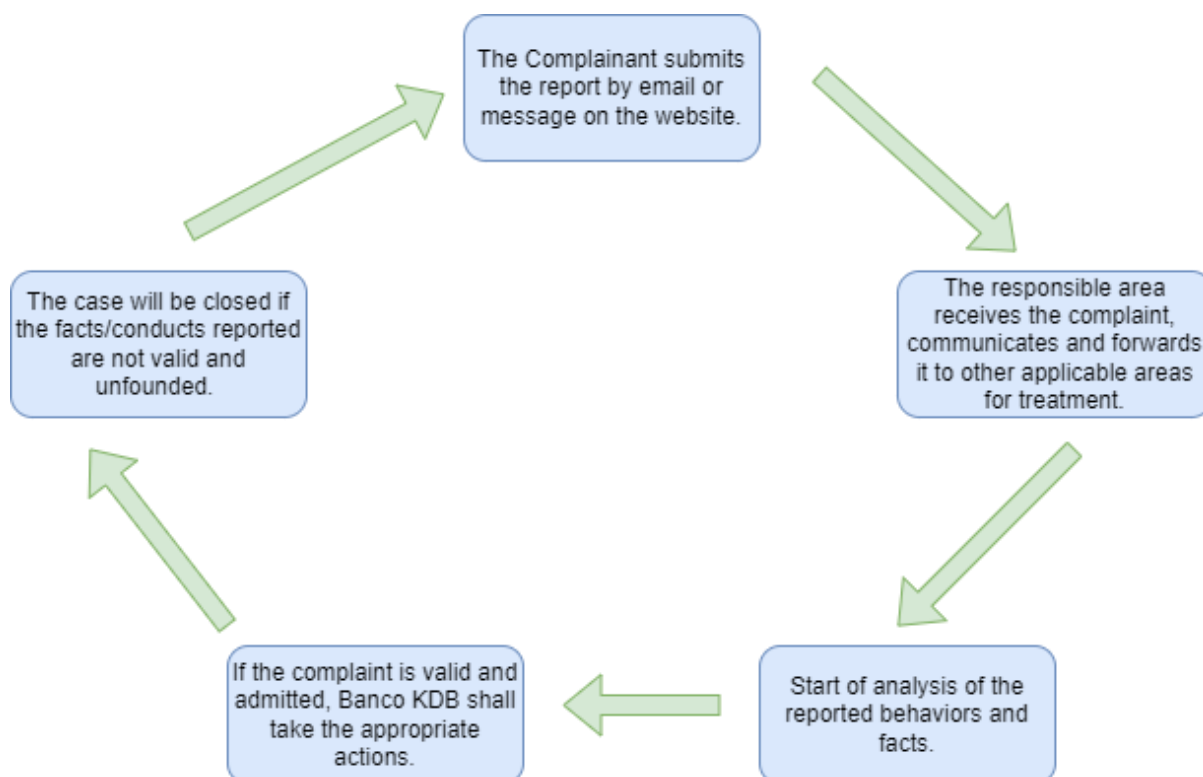 The Complainant submits
the report by email or
message on the website.
The responsible area
receives the complaint,
communicates and forwards
it to other applicable areas
for treatment.
Start of analysis of the
reported behaviors and
facts.
If the complaint is valid and
admitted, Banco KDB shall
take the appropriate
actions.
The case will be closed if
the facts/conducts reported
are not valid and
unfounded.